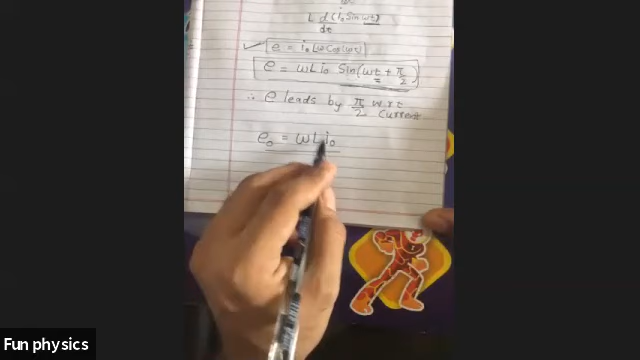 L d(i₀ Sin ωt)/dt
e = i₀ Lω Cos(ωt)
e = ωL i₀ Sin(ωt + π/2)
∴ e leads by π/2 w.r.t
Current.
e₀ = ωL i₀
Fun physics